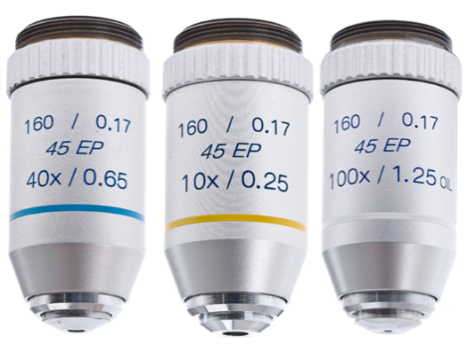 160 / 0.17
45 EP
40x / 0.65
160 / 0.17
45 EP
10x / 0.25
160 / 0.17
45 EP
100x / 1.25 OIL